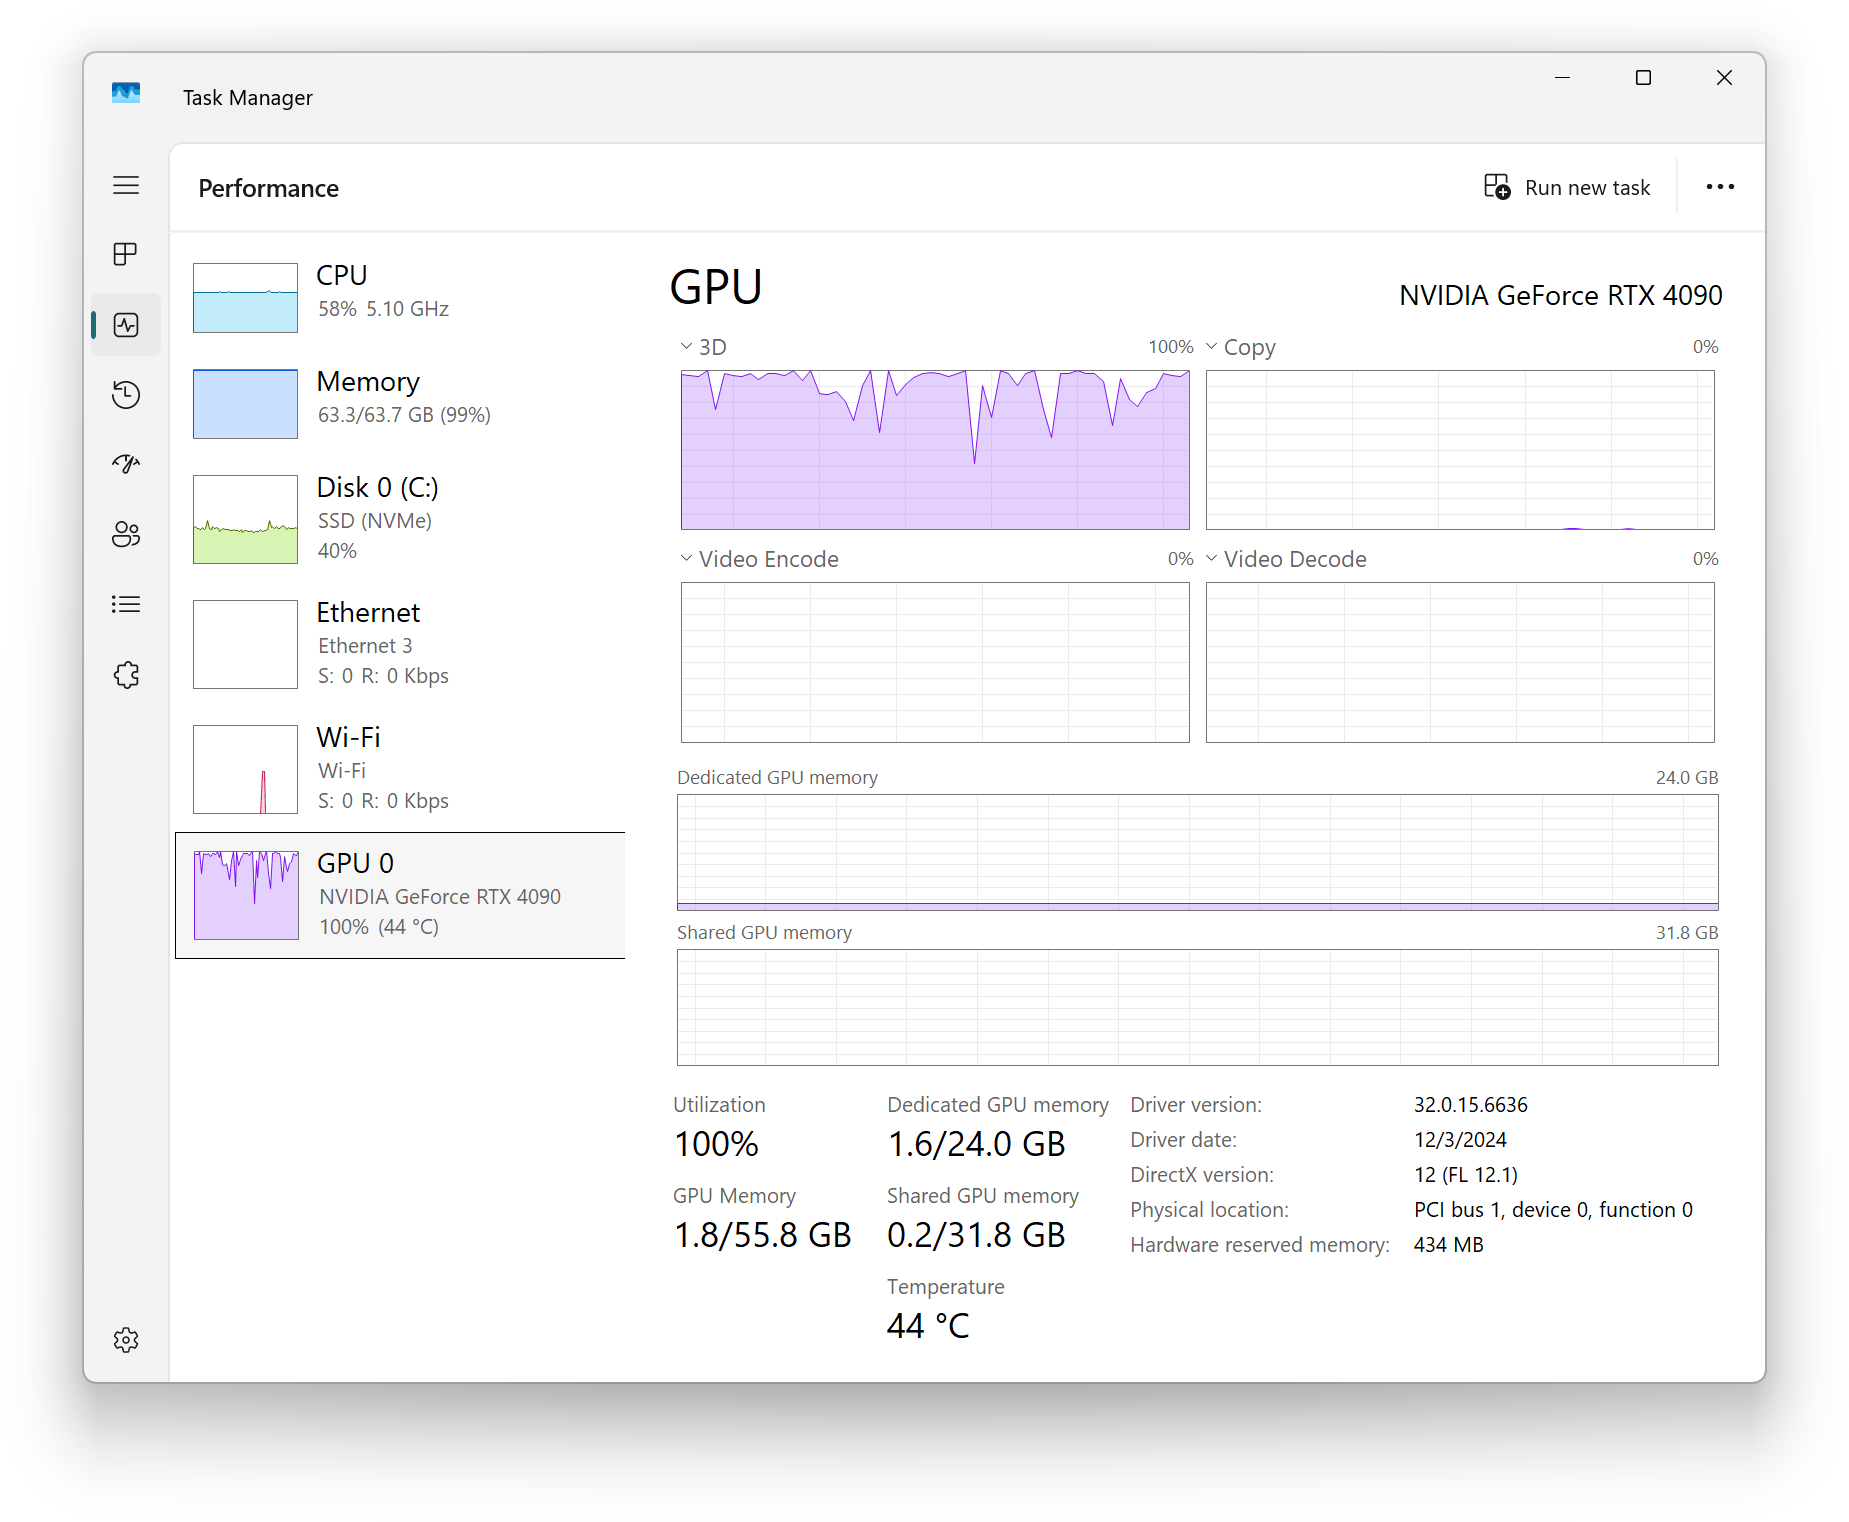 Task Manager
Performance
Run new task
CPU
58% 5.10 GHz
Memory
63.3/63.7 GB (99%)
Disk 0 (C:)
SSD (NVMe)
40%
Ethernet
Ethernet 3
S: 0 R: 0 Kbps
Wi-Fi
Wi-Fi
S: 0 R: 0 Kbps
GPU 0
NVIDIA GeForce RTX 4090
100% (44 °C)
GPU
NVIDIA GeForce RTX 4090
3D 100%
Copy 0%
Video Encode 0%
Video Decode 0%
Dedicated GPU memory 24.0 GB
Shared GPU memory 31.8 GB
Utilization
100%
Dedicated GPU memory
1.6/24.0 GB
GPU Memory
1.8/55.8 GB
Shared GPU memory
0.2/31.8 GB
Temperature
44 °C
Driver version: 32.0.15.6636
Driver date: 12/3/2024
DirectX version: 12 (FL 12.1)
Physical location: PCI bus 1, device 0, function 0
Hardware reserved memory: 434 MB